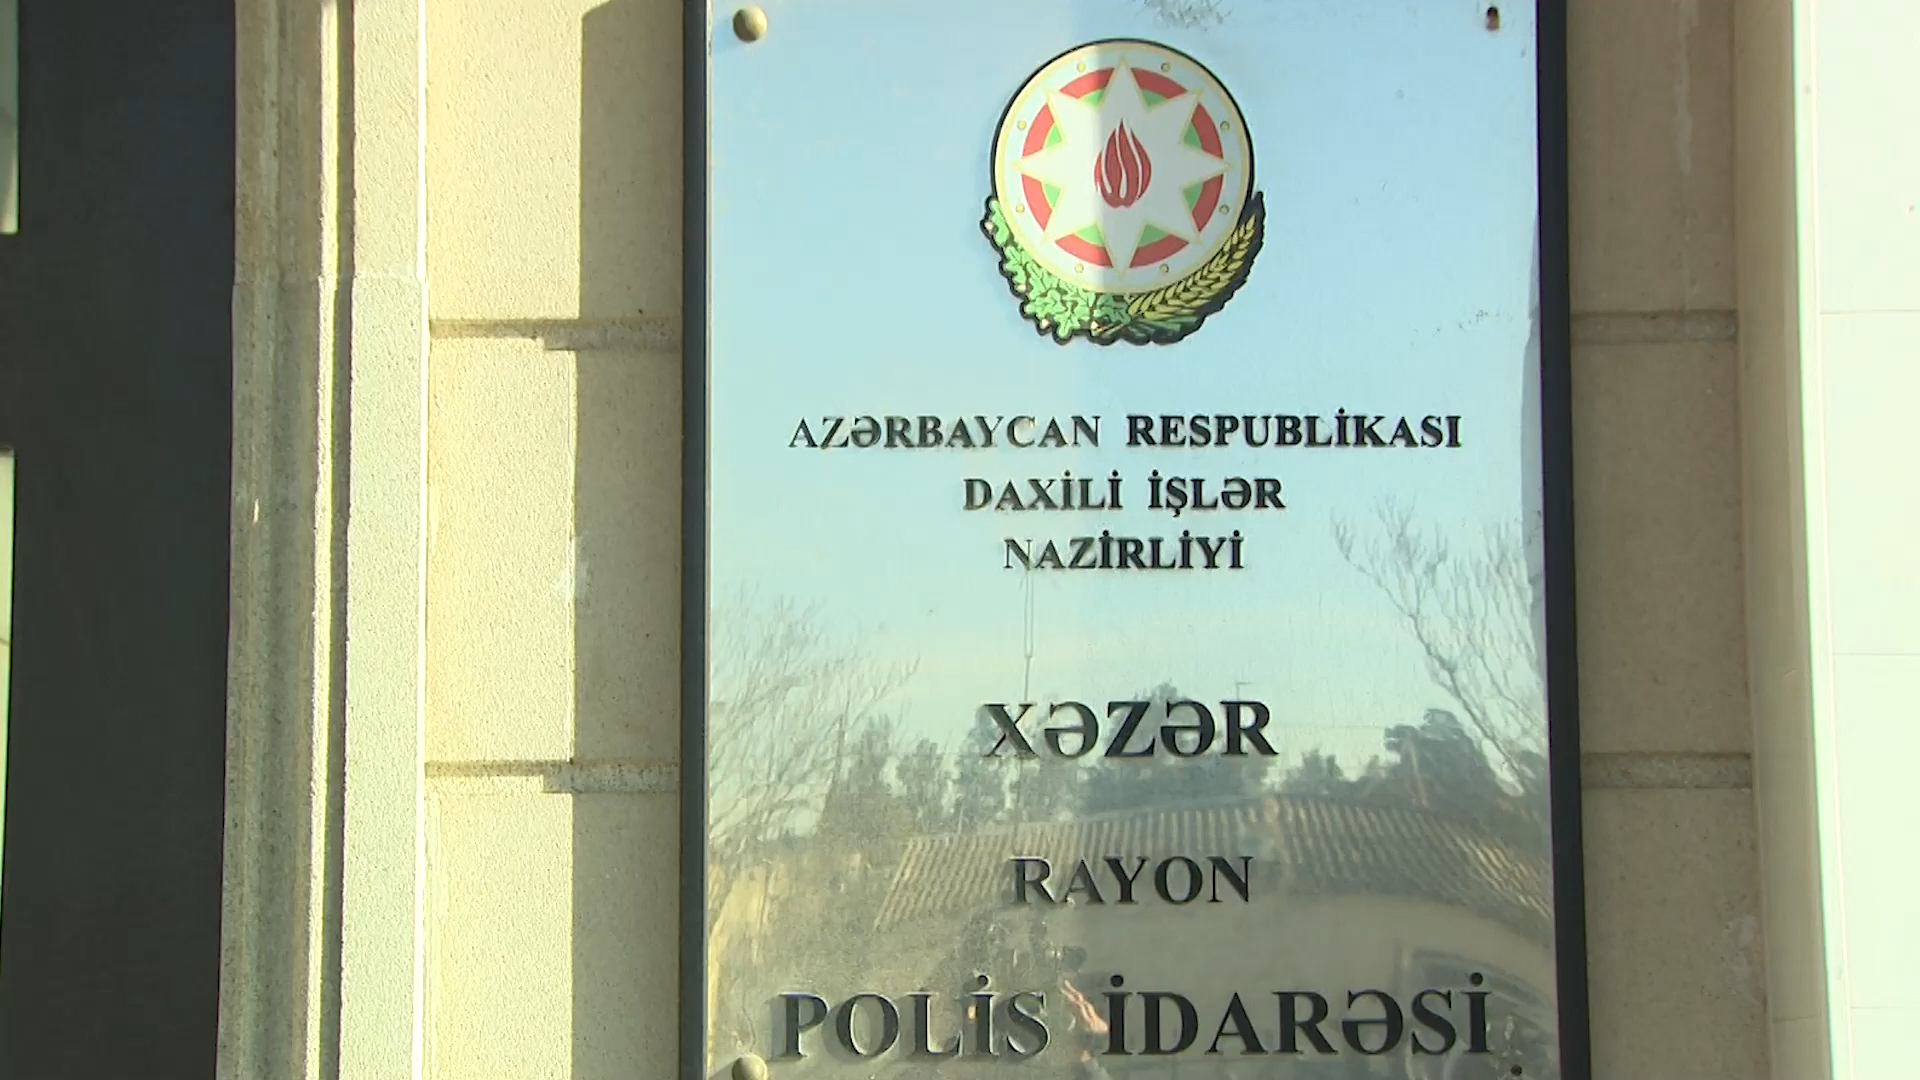 AZƏRBAYCAN RESPUBLİKASI
DAXİLİ İŞLƏR
NAZİRLİYİ
XƏZƏR
RAYON
POLİS İDARƏSİ